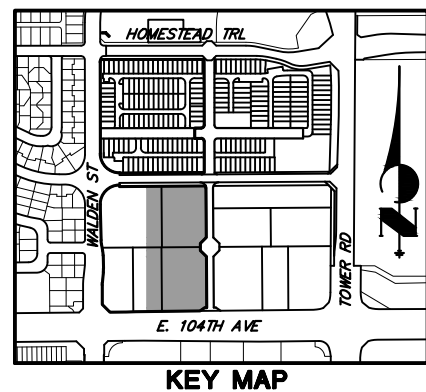 HOMESTEAD TRL
WALDEN ST
TOWER RD
N
E. 104TH AVE
KEY MAP